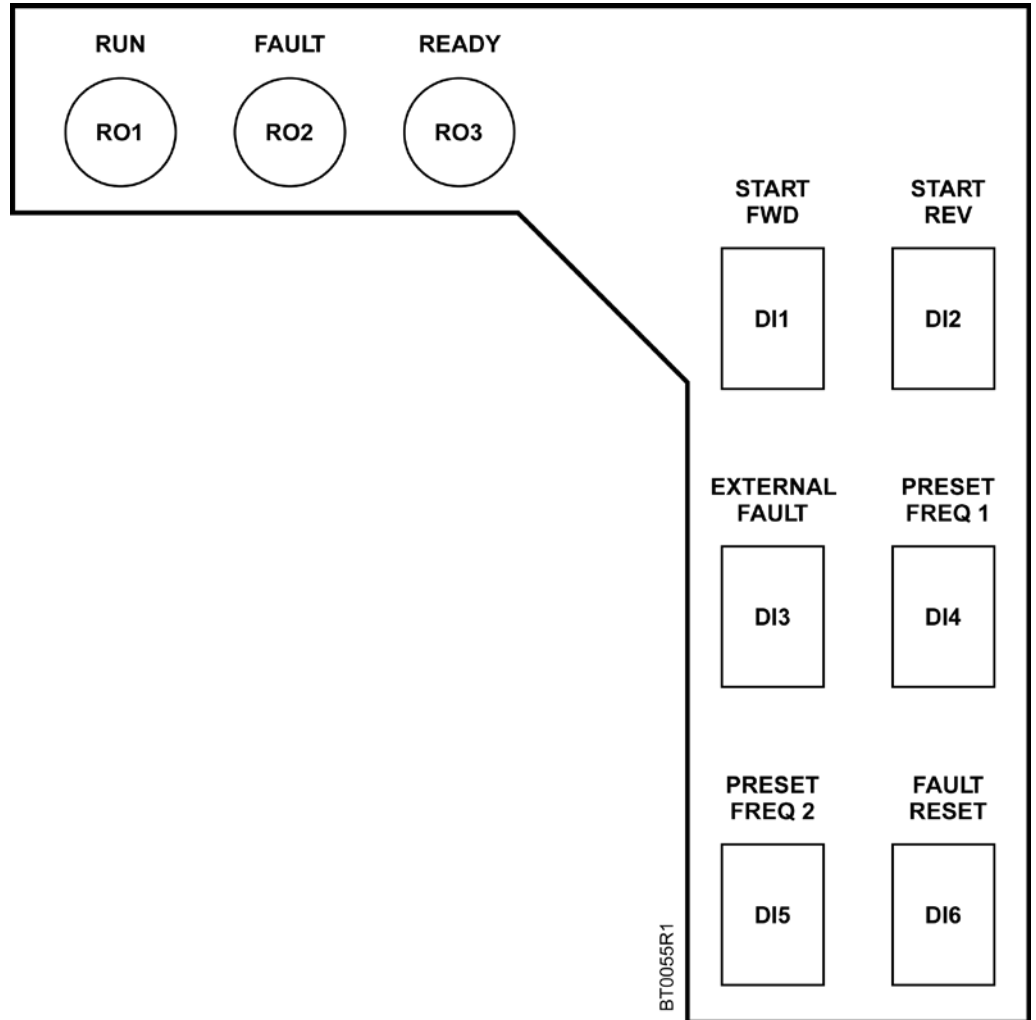 RUN
FAULT
READY
RO1
RO2
RO3
START
FWD
START
REV
DI1
DI2
EXTERNAL
FAULT
PRESET
FREQ 1
DI3
DI4
PRESET
FREQ 2
FAULT
RESET
DI5
DI6
BT0055R1